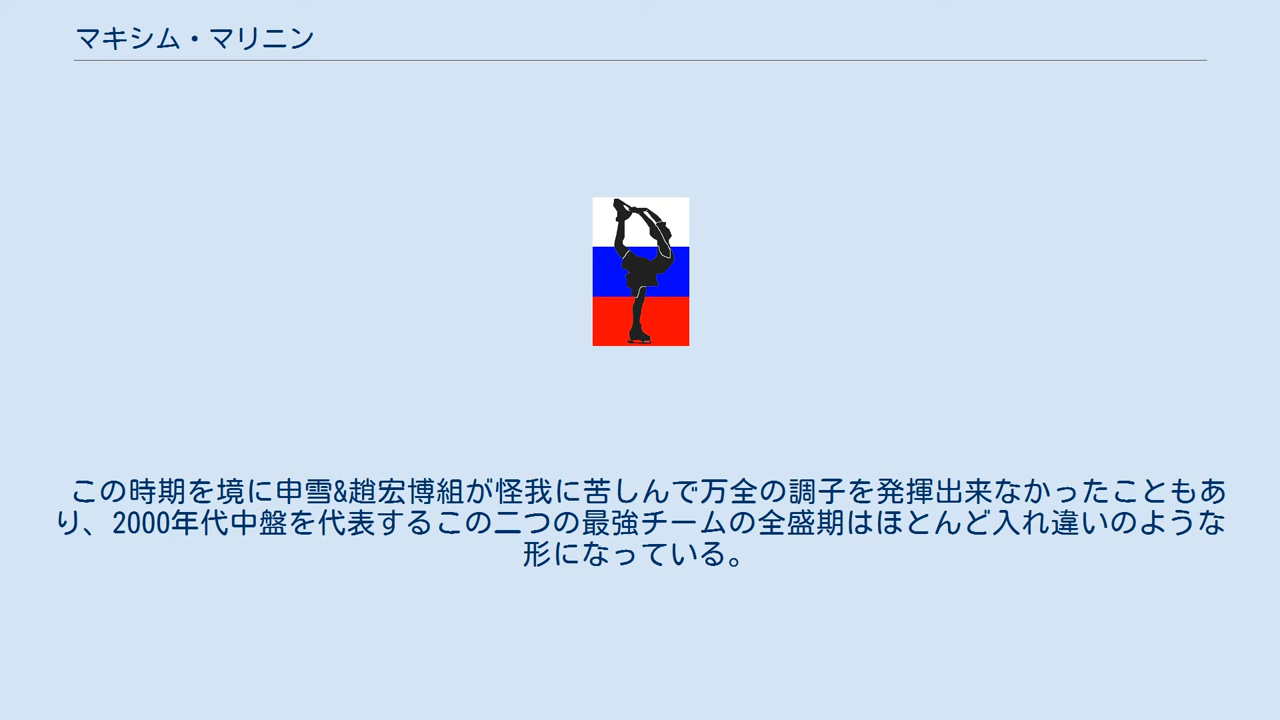 マキシム・マリニン
この時期を境に申雪&趙宏博組が怪我に苦しんで万全の調子を発揮出来なかったこともあ
り、2000年代中盤を代表するこの二つの最強チームの全盛期はほとんど入れ違いのような
形になっている。